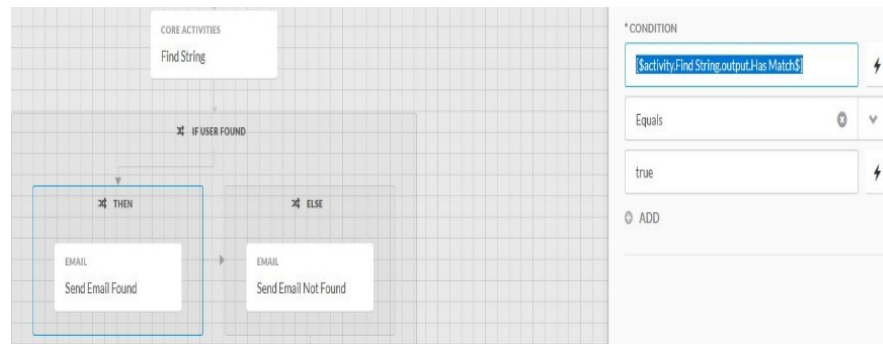 CORE ACTIVITIES
Find String
IF USER FOUND
THEN
ELSE
EMAIL
Send Email Found
EMAIL
Send Email Not Found
*CONDITION
[$activity.Find String.output.Has Match$]
Equals
true
ADD